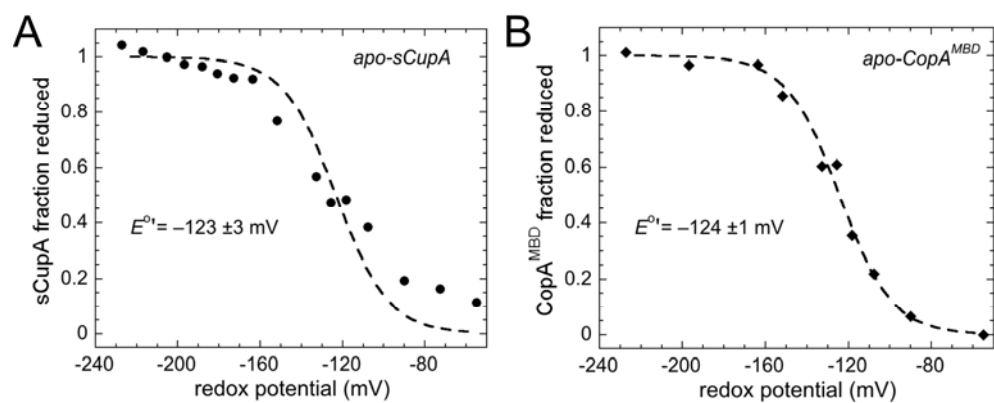 A
apo-sCupA
sCupA fraction reduced
1
0.8
0.6
0.4
0.2
0
E°'= –123 ±3 mV
-240 -200 -160 -120 -80
redox potential (mV)
B
apo-CopA^MBD
CopA^MBD fraction reduced
1
0.8
0.6
0.4
0.2
0
E°'= –124 ±1 mV
-240 -200 -160 -120 -80
redox potential (mV)